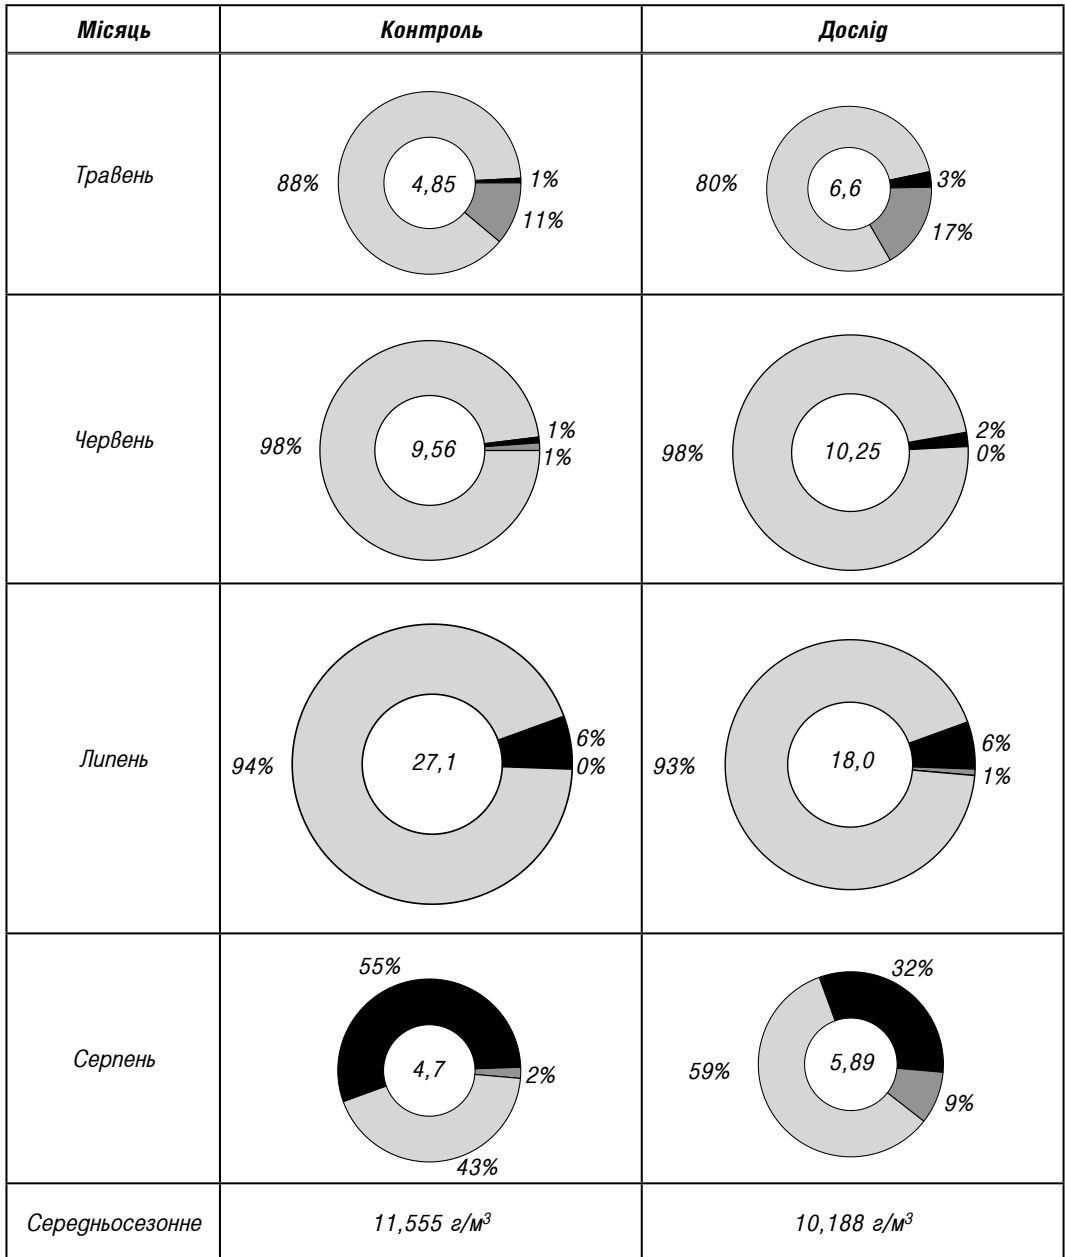 Місяць Контроль Дослід
Травень
88% 4,85 1% 11%
80% 6,6 3% 17%
Червень
98% 9,56 1% 1%
98% 10,25 2% 0%
Липень
94% 27,1 6% 0%
93% 18,0 6% 1%
Серпень
55% 4,7 2% 43%
32% 59% 5,89 9%
Середньосезонне 11,555 г/м³ 10,188 г/м³